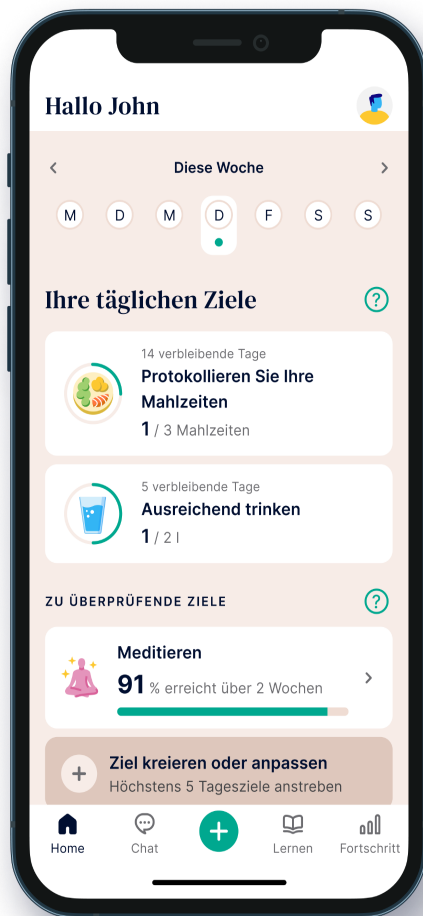 Hallo John
Diese Woche
M D M D F S S
Ihre täglichen Ziele
?
14 verbleibende Tage
Protokollieren Sie Ihre
Mahlzeiten
1 / 3 Mahlzeiten
5 verbleibende Tage
Ausreichend trinken
1 / 2 l
ZU ÜBERPRÜFENDE ZIELE
?
Meditieren
91 % erreicht über 2 Wochen
Ziel kreieren oder anpassen
Höchstens 5 Tagesziele anstreben
Home Chat Lernen Fortschritt